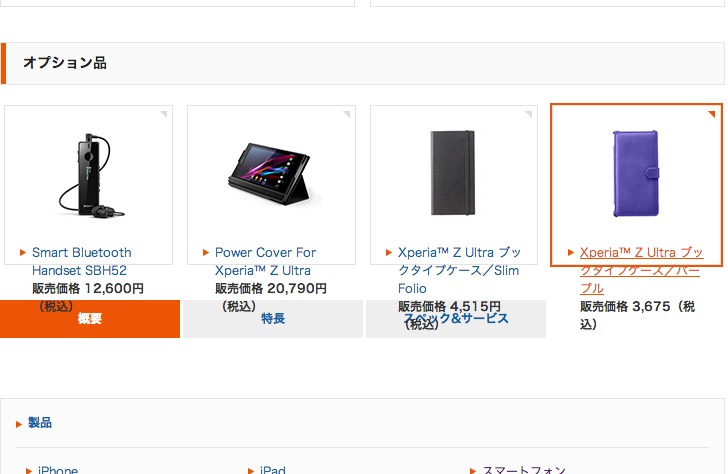 オプション品
Smart Bluetooth
Handset SBH52
販売価格 12,600円
（税込）
Power Cover For
Xperia™ Z Ultra
販売価格 20,790円
（税込）
Xperia™ Z Ultra ブッ
クタイプケース／Slim
Folio
販売価格 4,515円
（税込）
Xperia™ Z Ultra ブッ
クタイプケース／パー
プル
販売価格 3,675（税
込）
概要
特長
スペック&サービス
製品
iPhone
iPad
スマートフォン